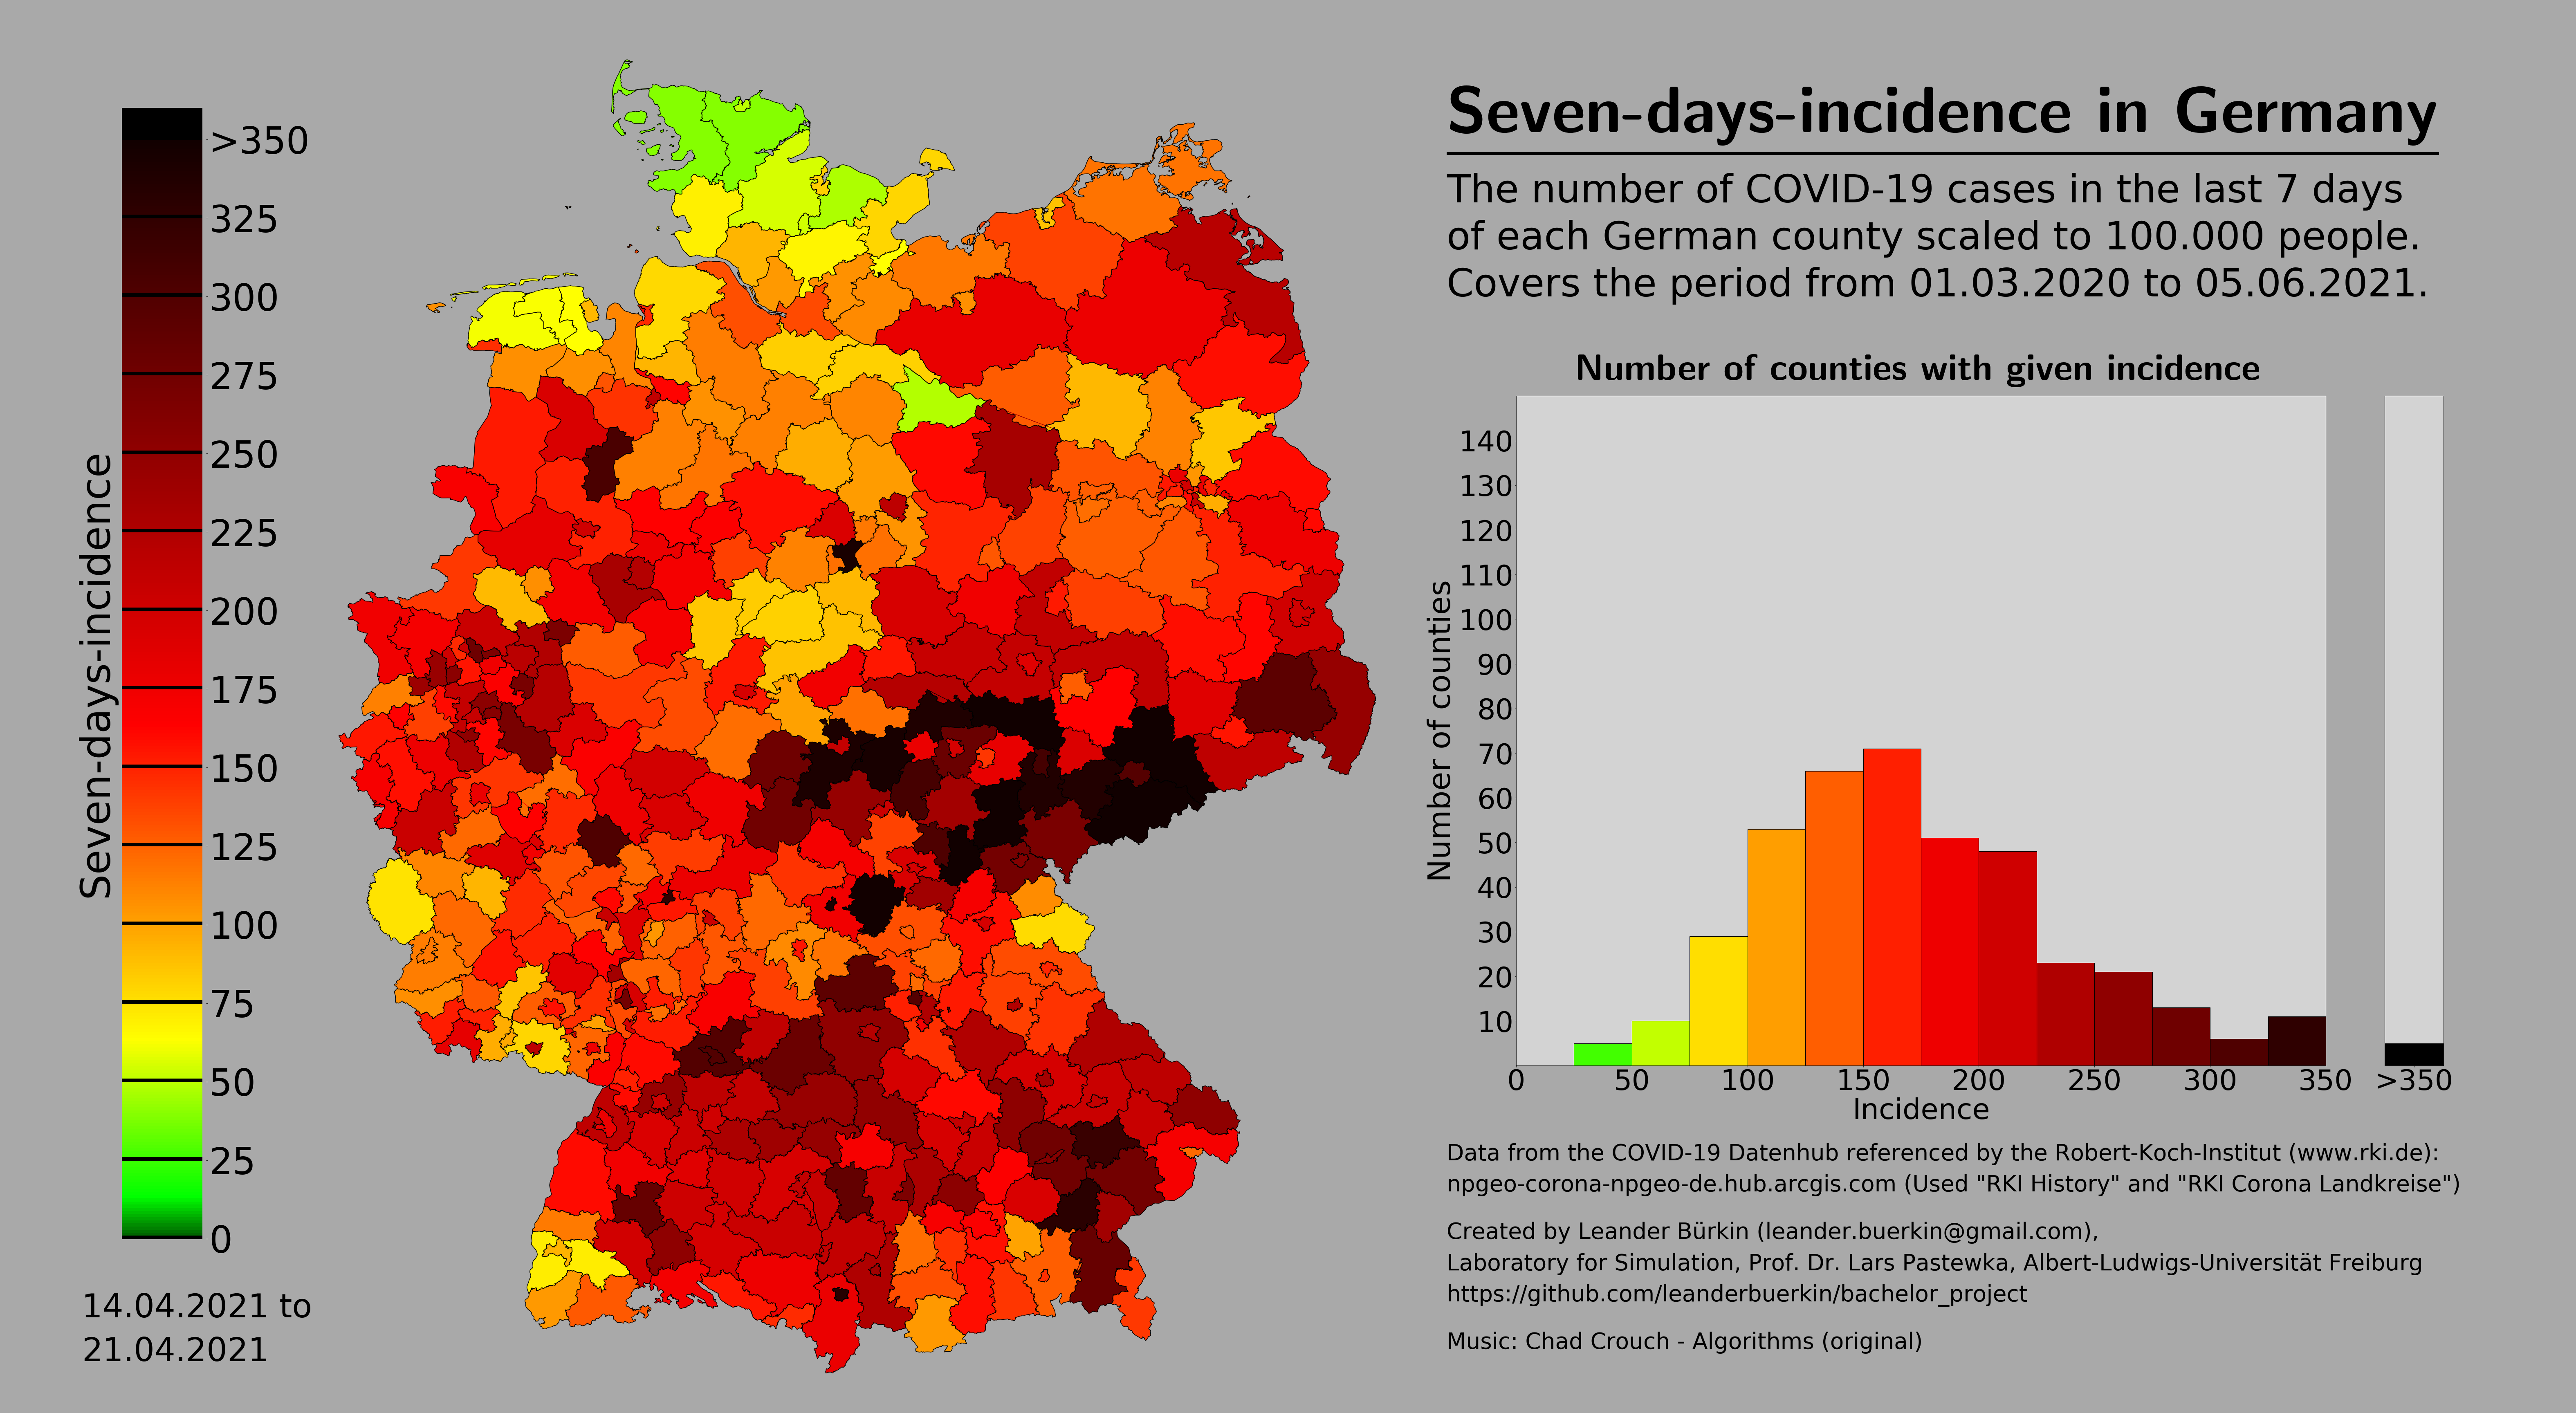 Seven-days-incidence in Germany
The number of COVID-19 cases in the last 7 days
of each German county scaled to 100.000 people.
Covers the period from 01.03.2020 to 05.06.2021.
>350
325
300
275
250
225
200
175
150
125
100
75
50
25
0
Seven-days-incidence
14.04.2021 to
21.04.2021
Number of counties with given incidence
140
130
120
110
100
90
80
70
60
50
40
30
20
10
Number of counties
0 50 100 150 200 250 300 350 >350
Incidence
Data from the COVID-19 Datenhub referenced by the Robert-Koch-Institut (www.rki.de):
npgeo-corona-npgeo-de.hub.arcgis.com (Used "RKI History" and "RKI Corona Landkreise")
Created by Leander Bürkin (leander.buerkin@gmail.com),
Laboratory for Simulation, Prof. Dr. Lars Pastewka, Albert-Ludwigs-Universität Freiburg
https://github.com/leanderbuerkin/bachelor_project
Music: Chad Crouch - Algorithms (original)